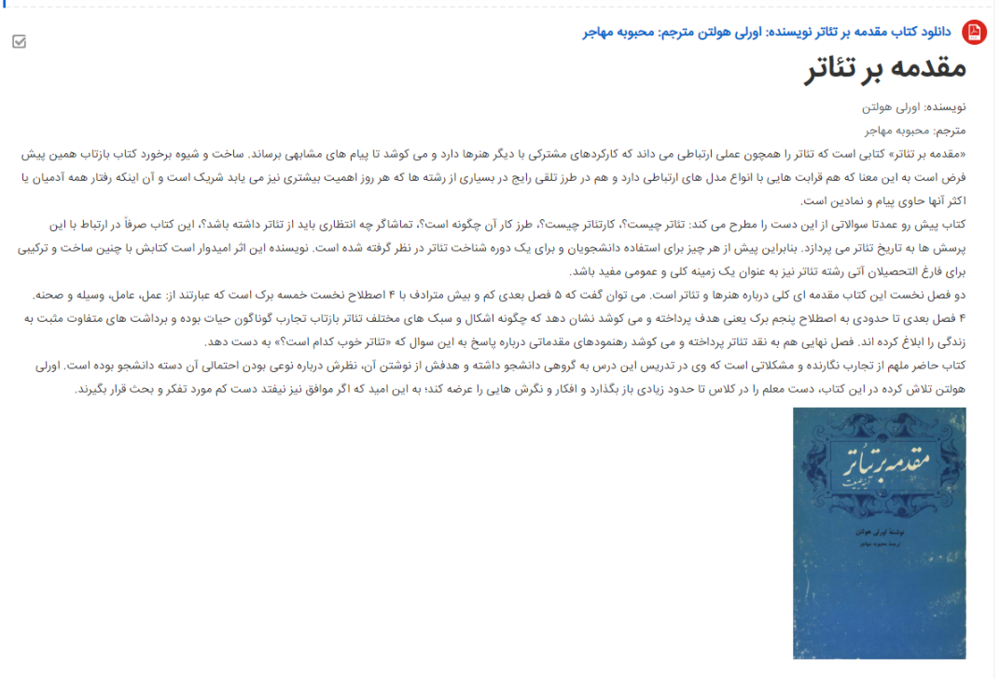 دانلود کتاب مقدمه بر تئاتر نویسنده: اورلی هولتن مترجم: محبوبه مهاجر
مقدمه بر تئاتر
نویسنده: اورلی هولتن
مترجم: محبوبه مهاجر
«مقدمه بر تئاتر» کتابی است که تئاتر را همچون عملی ارتباطی می داند که کارکردهای مشترکی با دیگر هنرها دارد و می کوشد تا پیام های مشابهی برساند. ساخت و شیوه برخورد کتاب بازتاب همین پیش
فرض است به این معنا که هم قرابت هایی با انواع مدل های ارتباطی دارد و هم در طرز تلقی رایج در بسیاری از رشته ها که هر روز اهمیت بیشتری نیز می یابد شریک است و آن اینکه رفتار همه آدمیان یا
اکثر آنها حاوی پیام و نمادین است.
کتاب پیش رو عمدتا سوالاتی از این دست را مطرح می کند: تئاتر چیست؟، کارتئاتر چیست؟، طرز کار آن چگونه است؟، تماشاگر چه انتظاری باید از تئاتر داشته باشد؟، این کتاب صرفاً در ارتباط با این
پرسش ها به تاریخ تئاتر می پردازد. بنابراین پیش از هر چیز برای استفاده دانشجویان و برای یک دوره شناخت تئاتر در نظر گرفته شده است. نویسنده این اثر امیدوار است کتابش با چنین ساخت و ترکیبی
برای فارغ التحصیلان آتی رشته تئاتر نیز به عنوان یک زمینه کلی و عمومی مفید باشد.
دو فصل نخست این کتاب مقدمه ای کلی درباره هنرها و تئاتر است. می توان گفت که ۵ فصل بعدی کم و بیش مترادف با ۴ اصطلاح نخست خمسه برک است که عبارتند از: عمل، عامل، وسیله و صحنه.
۴ فصل بعدی تا حدودی به اصطلاح پنجم برک یعنی هدف پرداخته و می کوشد نشان دهد که چگونه اشکال و سبک های مختلف تئاتر بازتاب تجارب گوناگون حیات بوده و برداشت های متفاوت مثبت به
زندگی را ابلاغ کرده اند. فصل نهایی هم به نقد تئاتر پرداخته و می کوشد رهنمودهای مقدماتی درباره پاسخ به این سوال که «تئاتر خوب کدام است؟» به دست دهد.
کتاب حاضر ملهم از تجارب نگارنده و مشکلاتی است که وی در تدریس این درس به گروهی دانشجو داشته و هدفش از نوشتن آن، نظرش درباره نوعی بودن احتمالی آن دسته دانشجو بوده است. اورلی
هولتن تلاش کرده در این کتاب، دست معلم را در کلاس تا حدود زیادی باز بگذارد و افکار و نگرش هایی را عرضه کند؛ به این امید که اگر موافق نیز نیفتد دست کم مورد تفکر و بحث قرار بگیرند.
مقدمه بر تئاتر
آینه طبیعت
نوشتهٔ اورلی هولتن
ترجمهٔ محبوبه مهاجر